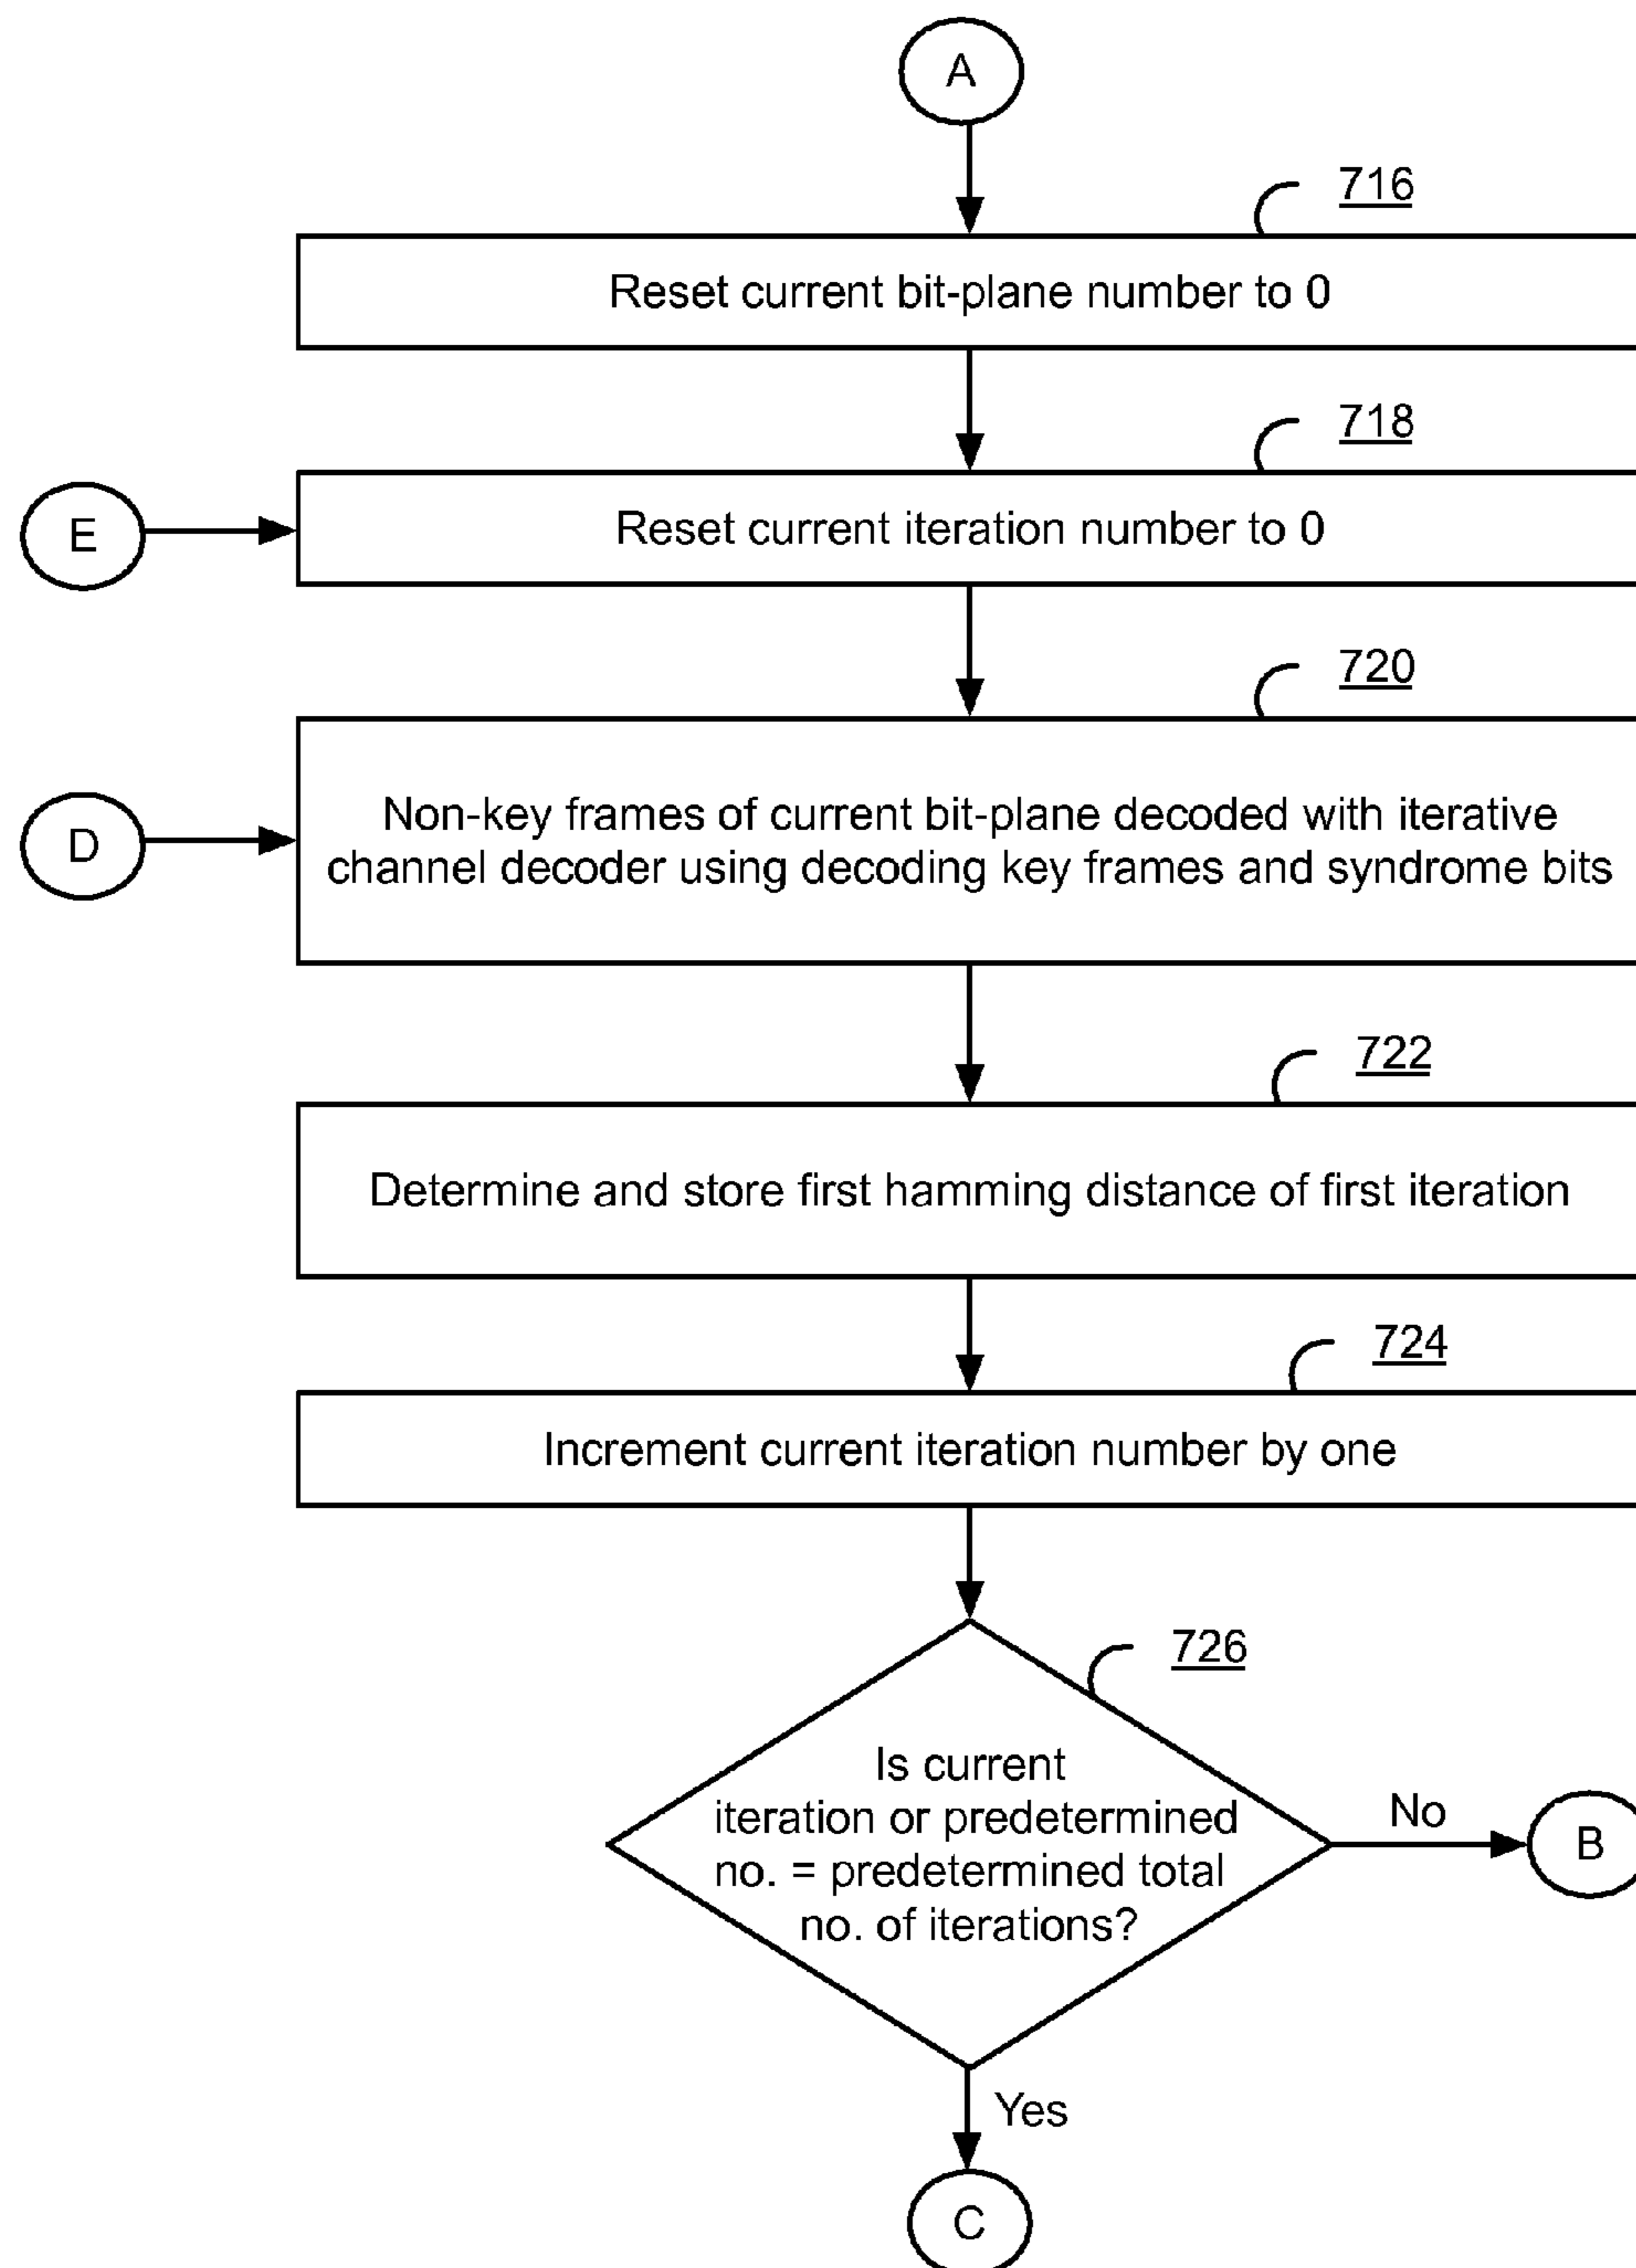 A
716
Reset current bit-plane number to 0
718
E
Reset current iteration number to 0
720
D
Non-key frames of current bit-plane decoded with iterative
channel decoder using decoding key frames and syndrome bits
722
Determine and store first hamming distance of first iteration
724
Increment current iteration number by one
726
Is current
iteration or predetermined
no. = predetermined total
no. of iterations?
No
B
Yes
C